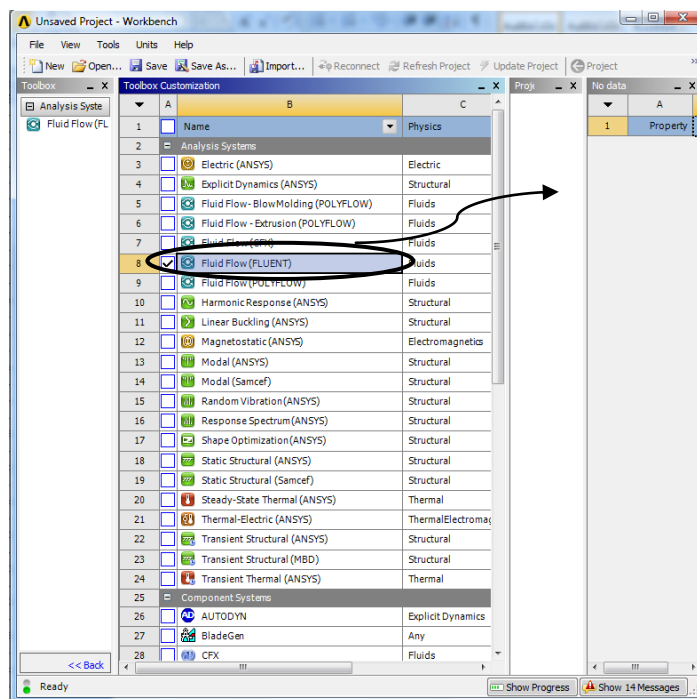 Unsaved Project - Workbench
File View Tools Units Help
New Open... Save Save As... Import... Reconnect Refresh Project Update Project Project
Toolbox
Analysis Syste
Fluid Flow (FL
<< Back
Toolbox Customization
A B C
1 Name Physics
2 Analysis Systems
3 Electric (ANSYS) Electric
4 Explicit Dynamics (ANSYS) Structural
5 Fluid Flow- BlowMolding (POLYFLOW) Fluids
6 Fluid Flow - Extrusion (POLYFLOW) Fluids
7 Fluid Flow (CFX) Fluids
8 Fluid Flow (FLUENT) Fluids
9 Fluid Flow (POLYFLOW) Fluids
10 Harmonic Response (ANSYS) Structural
11 Linear Buckling (ANSYS) Structural
12 Magnetostatic (ANSYS) Electromagnetics
13 Modal (ANSYS) Structural
14 Modal (Samcef) Structural
15 Random Vibration (ANSYS) Structural
16 Response Spectrum (ANSYS) Structural
17 Shape Optimization (ANSYS) Structural
18 Static Structural (ANSYS) Structural
19 Static Structural (Samcef) Structural
20 Steady-State Thermal (ANSYS) Thermal
21 Thermal-Electric (ANSYS) ThermalElectromag
22 Transient Structural (ANSYS) Structural
23 Transient Structural (MBD) Structural
24 Transient Thermal (ANSYS) Thermal
25 Component Systems
26 AUTODYN Explicit Dynamics
27 BladeGen Any
28 CFX Fluids
Proje
No data
A
1 Property
Ready
Show Progress Show 14 Messages